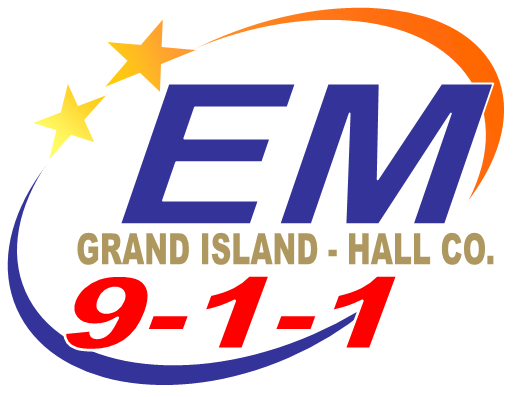 EM
GRAND ISLAND - HALL CO.
9-1-1